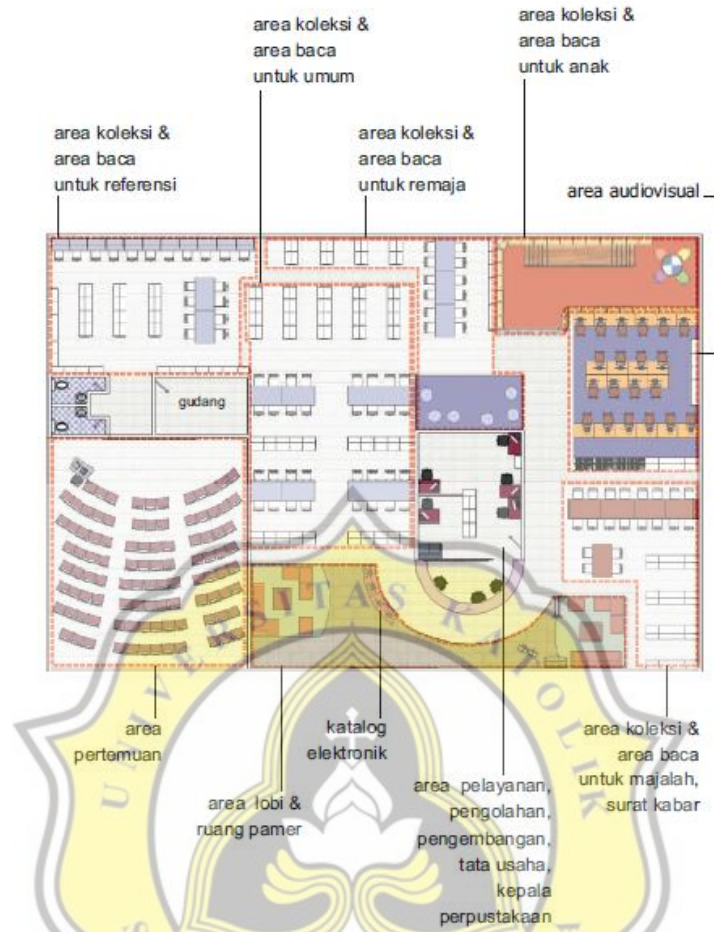 area koleksi &
area baca
untuk umum
area koleksi &
area baca
untuk anak
area koleksi &
area baca
untuk referensi
area koleksi &
area baca
untuk remaja
area audiovisual
gudang
UNIVERSITAS KATOLIK
area
pertemuan
katalog
elektronik
area lobi &
ruang pamer
area pelayanan,
pengolahan,
pengembangan,
tata usaha,
kepala
perpustakaan
area koleksi &
area baca
untuk majalah,
surat kabar